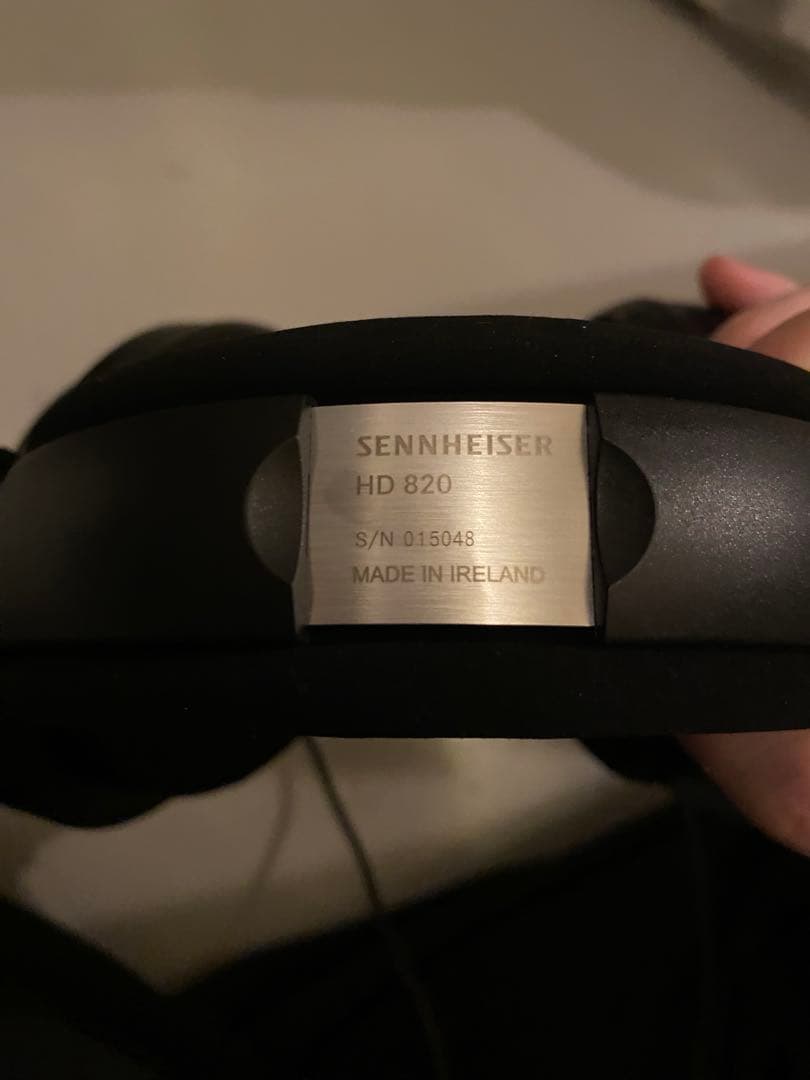 SENNHEISER
HD 820
S/N 015048
MADE IN IRELAND